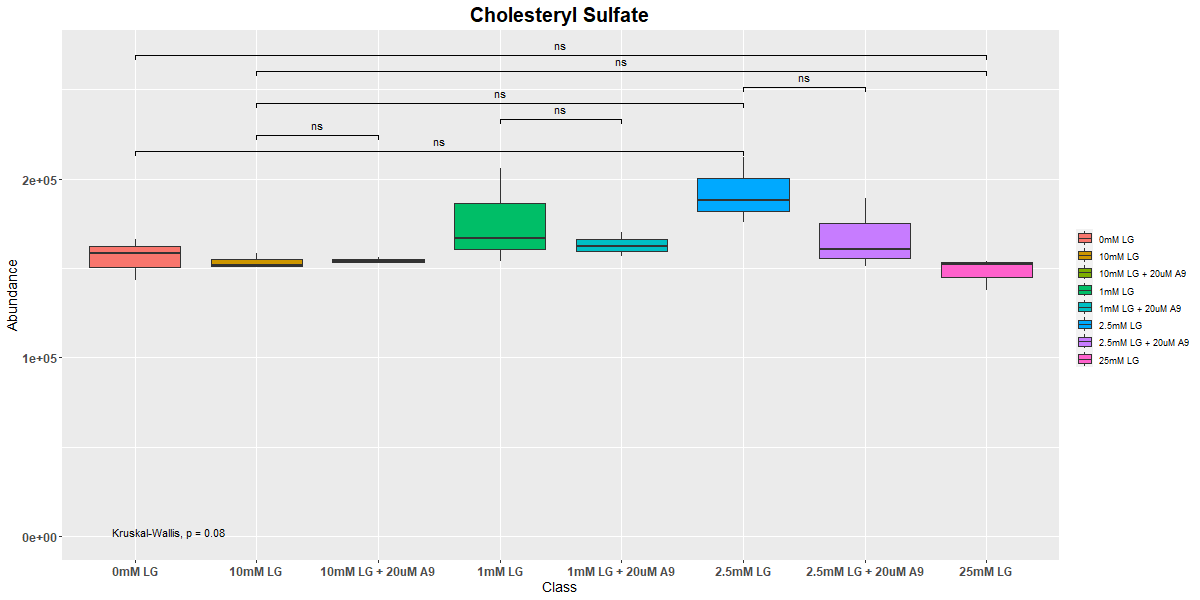 Cholesteryl Sulfate
ns
ns
ns
ns
ns
ns
ns
2e+05
1e+05
0e+00
Abundance
Kruskal-Wallis, p = 0.08
0mM LG
10mM LG
10mM LG + 20uM A9
1mM LG
1mM LG + 20uM A9
2.5mM LG
2.5mM LG + 20uM A9
25mM LG
Class
0mM LG
10mM LG
10mM LG + 20uM A9
1mM LG
1mM LG + 20uM A9
2.5mM LG
2.5mM LG + 20uM A9
25mM LG